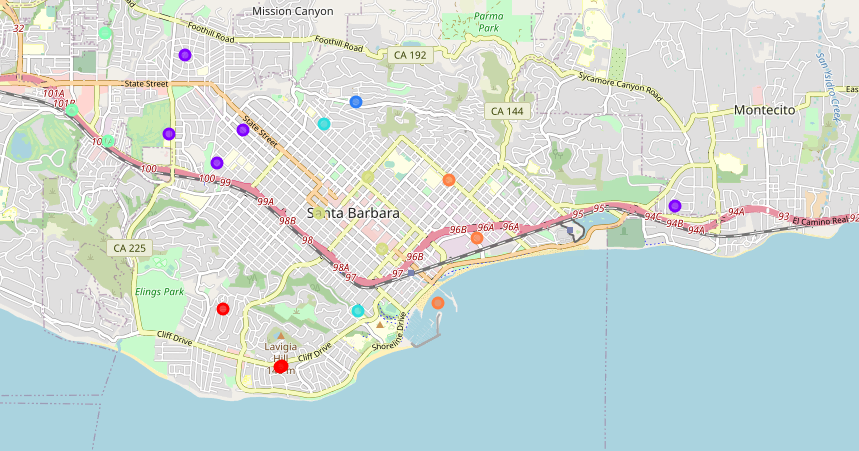 Mission Canyon
Parma
Park
Foothill Road
Foothill Road
CA 192
32
State Street
Sycamore Canyon Road
San Ysidro Creek
East
101A
101B
CA 144
Montecito
State Street
100
100
99
99A
98B
98
Santa Barbara
98A
97
97
96B
96B
96A
96A
95
95
94C
94B
94A
94A
93
El Camino Real
92
CA 225
Elings Park
Cliff Drive
Lavigia
Hill
Cliff Drive
Shoreline Drive